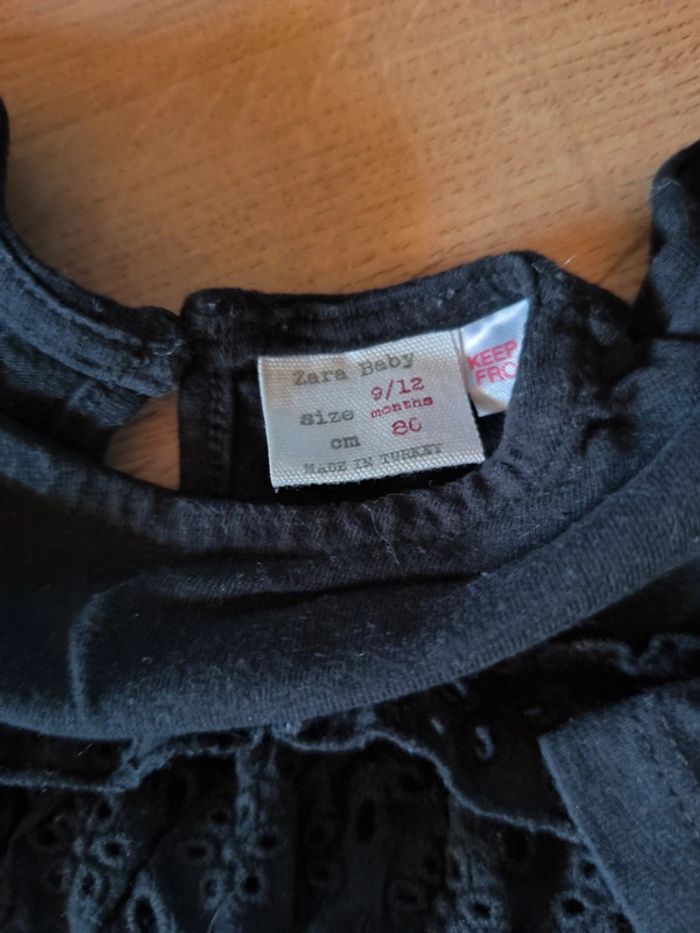 Zara Baby
size 9/12 months
cm 80
MADE IN TURKEY
KEEP
FRO